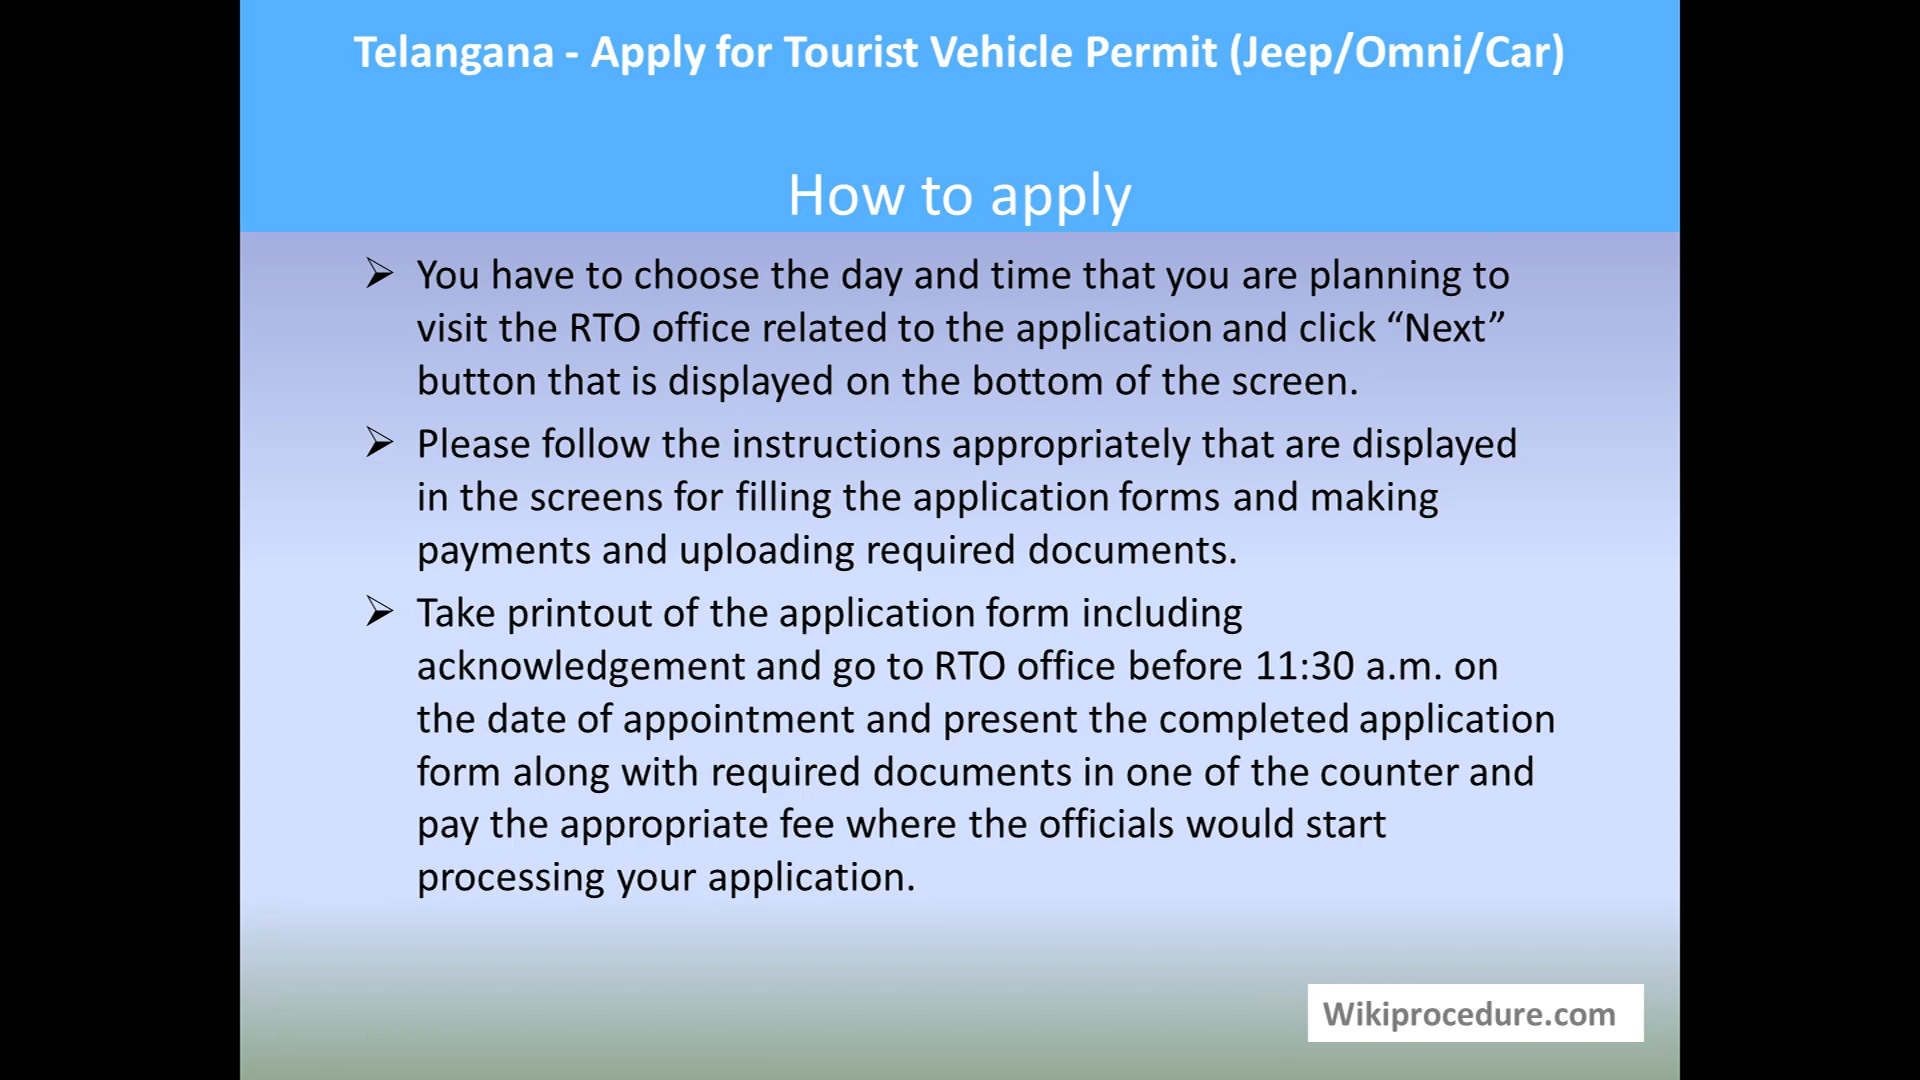 Telangana - Apply for Tourist Vehicle Permit (Jeep/Omni/Car)
How to apply
➢ You have to choose the day and time that you are planning to
visit the RTO office related to the application and click “Next”
button that is displayed on the bottom of the screen.
➢ Please follow the instructions appropriately that are displayed
in the screens for filling the application forms and making
payments and uploading required documents.
➢ Take printout of the application form including
acknowledgement and go to RTO office before 11:30 a.m. on
the date of appointment and present the completed application
form along with required documents in one of the counter and
pay the appropriate fee where the officials would start
processing your application.
Wikiprocedure.com